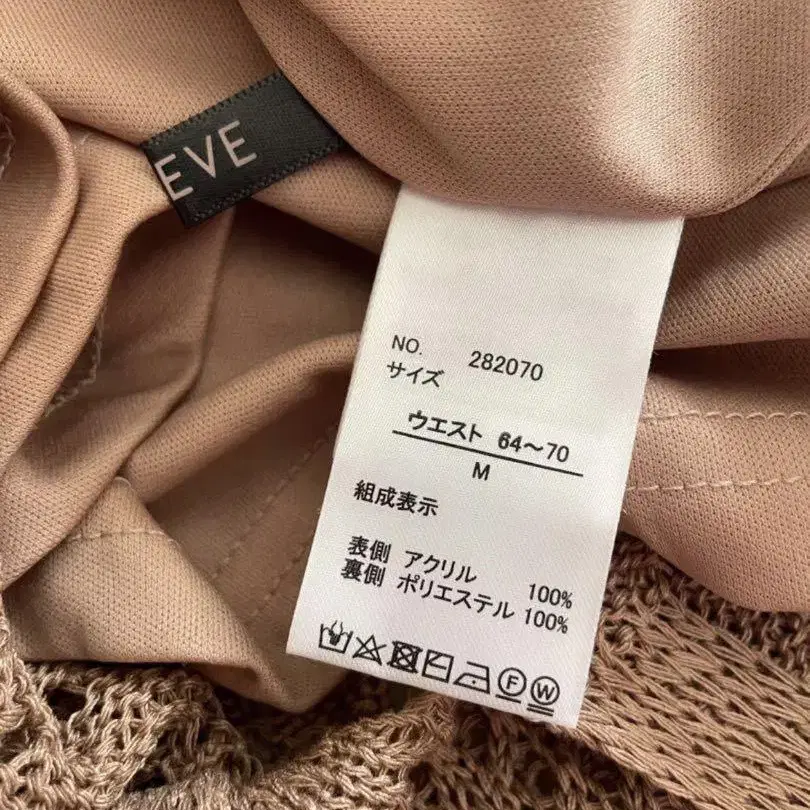 EVE
NO. 282070
サイズ
ウエスト 64～70
M
組成表示
表側 アクリル 100%
裏側 ポリエステル 100%
F W